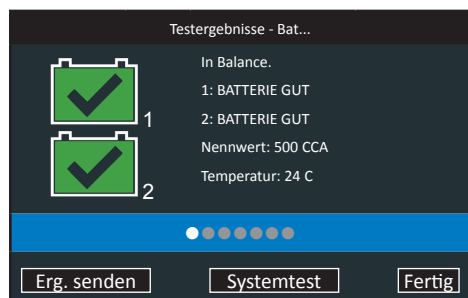 Testergebnisse - Bat...
In Balance.
1: BATTERIE GUT
1
2: BATTERIE GUT
Nennwert: 500 CCA
Temperatur: 24 C
2
Erg. senden
Systemtest
Fertig